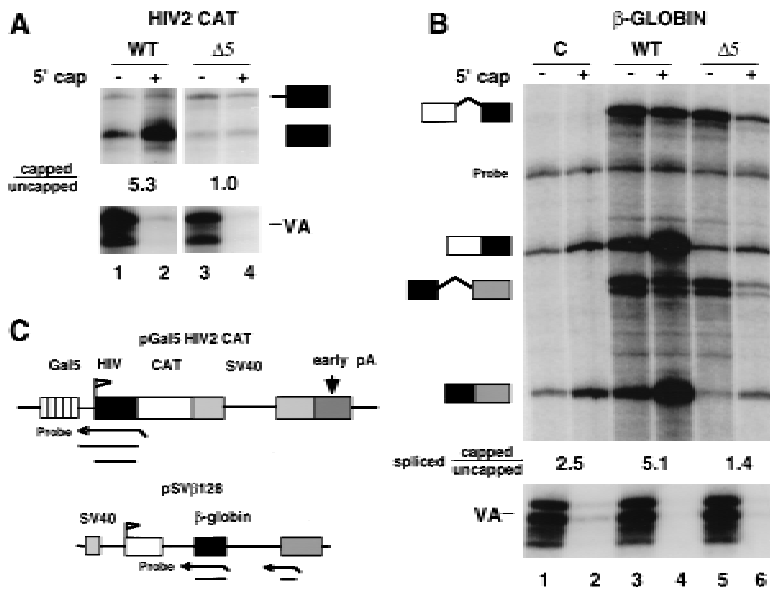 A
HIV2 CAT
WT Δ5
5' cap - + - +
capped
uncapped
5.3 1.0
VA
1 2 3 4
B
β-GLOBIN
C WT Δ5
5' cap - + - + - +
Probe
spliced capped
uncapped
2.5 5.1 1.4
VA
1 2 3 4 5 6
C
pGal5 HIV2 CAT
Gal5 HIV CAT SV40 early pA
Probe
pSVβ128
SV40 β-globin
Probe